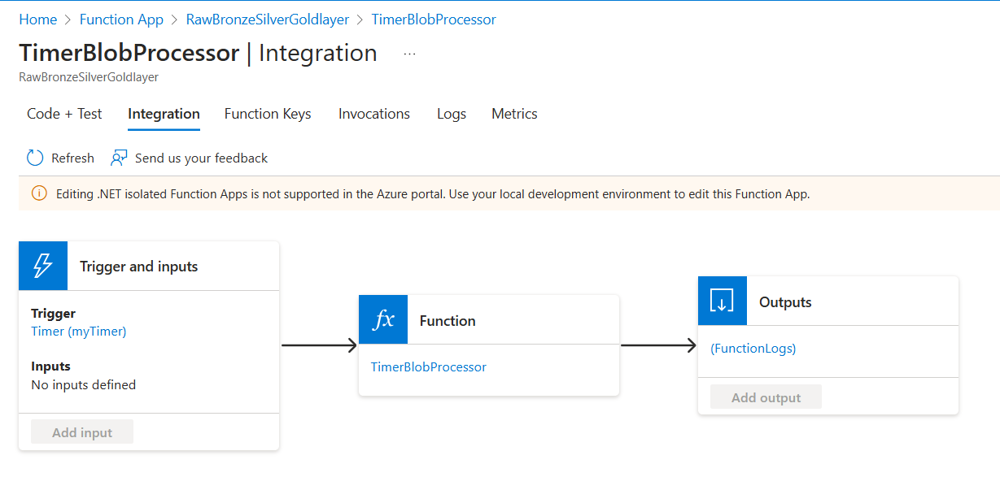 Home > Function App > RawBronzeSilverGoldlayer > TimerBlobProcessor
TimerBlobProcessor | Integration ...
RawBronzeSilverGoldlayer
Code + Test Integration Function Keys Invocations Logs Metrics
Refresh Send us your feedback
Editing .NET isolated Function Apps is not supported in the Azure portal. Use your local development environment to edit this Function App.
Trigger and inputs
Trigger
Timer (myTimer)
Inputs
No inputs defined
Add input
fx Function
TimerBlobProcessor
Outputs
(FunctionLogs)
Add output